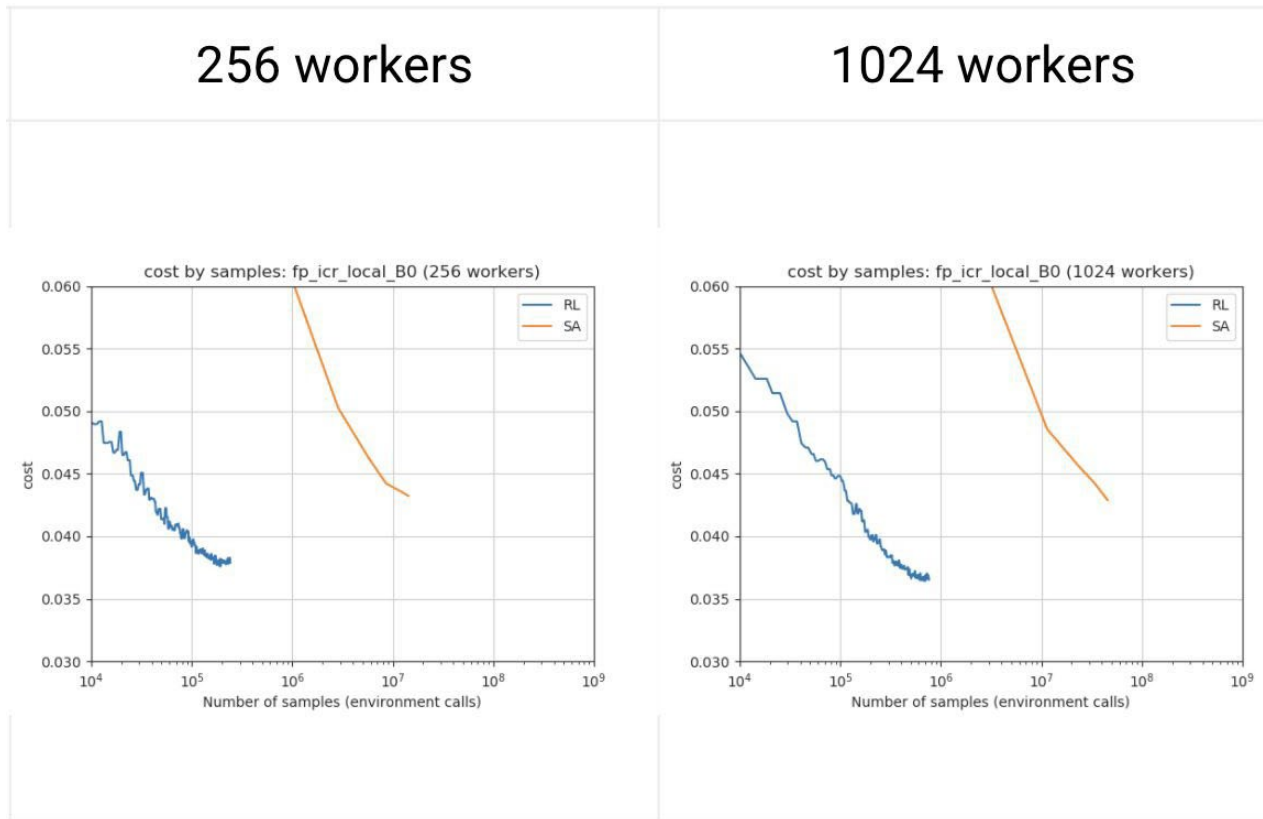 256 workers
1024 workers
cost by samples: fp_icr_local_B0 (256 workers)
0.060
0.055
0.050
0.045
0.040
0.035
0.030
cost
RL
SA
10⁴
10⁵
10⁶
10⁷
10⁸
10⁹
Number of samples (environment calls)
cost by samples: fp_icr_local_B0 (1024 workers)
0.060
0.055
0.050
0.045
0.040
0.035
0.030
cost
RL
SA
10⁴
10⁵
10⁶
10⁷
10⁸
10⁹
Number of samples (environment calls)